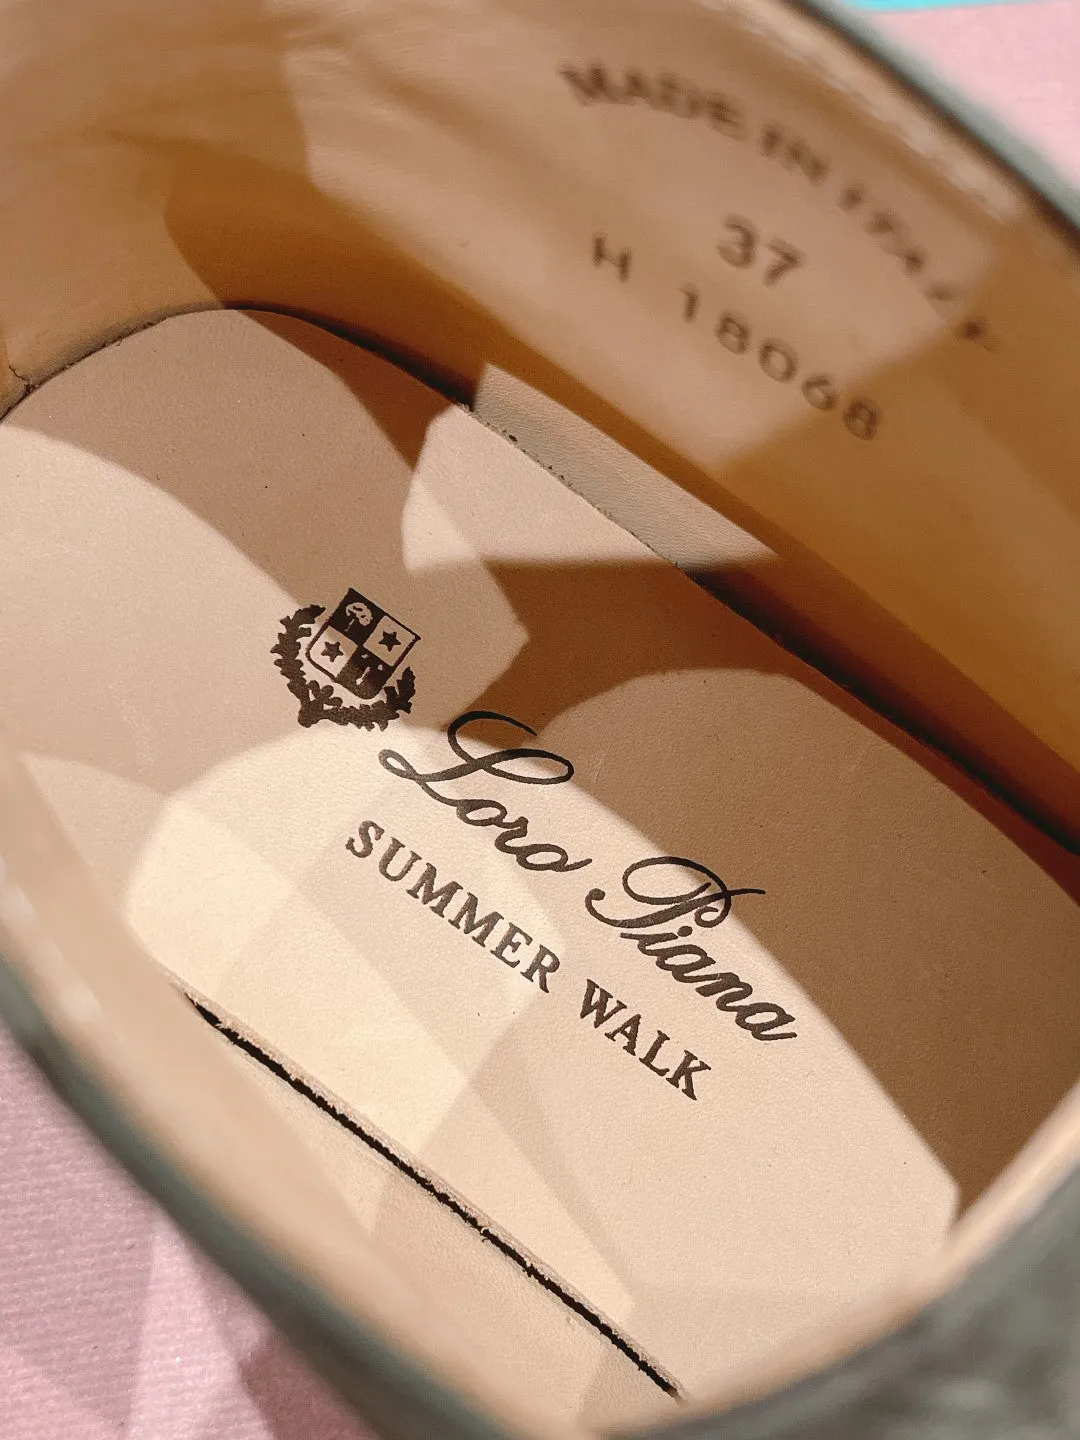 MADE IN ITALY
37
H 18068
Loro Piana
SUMMER WALK